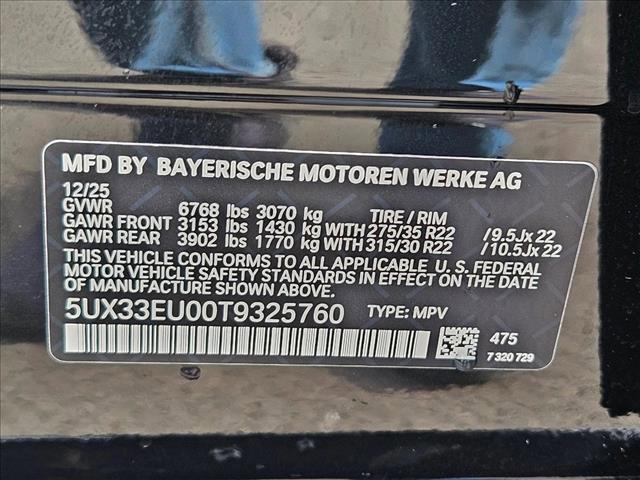 MFD BY BAYERISCHE MOTOREN WERKE AG
12/25
GVWR 6768 lbs 3070 kg TIRE / RIM
GAWR FRONT 3153 lbs 1430 kg WITH 275/35 R22 /9.5Jx 22
GAWR REAR 3902 lbs 1770 kg WITH 315/30 R22 /10.5Jx 22
THIS VEHICLE CONFORMS TO ALL APPLICABLE U. S. FEDERAL
MOTOR VEHICLE SAFETY STANDARDS IN EFFECT ON THE DATE
OF MANUFACTURE SHOWN ABOVE.
5UX33EU00T9325760 TYPE: MPV
475
7 320 729